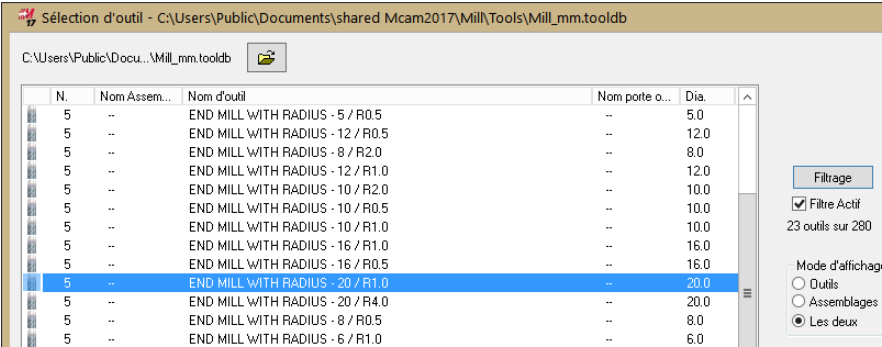 Sélection d'outil - C:\Users\Public\Documents\shared Mcam2017\Mill\Tools\Mill_mm.tooldb
C:\Users\Public\Docu...\Mill_mm.tooldb
N. Nom Assem... Nom d'outil Nom porte o... Dia.
5 -- END MILL WITH RADIUS - 5 / R0.5 -- 5.0
5 -- END MILL WITH RADIUS - 12 / R0.5 -- 12.0
5 -- END MILL WITH RADIUS - 8 / R2.0 -- 8.0
5 -- END MILL WITH RADIUS - 12 / R1.0 -- 12.0
5 -- END MILL WITH RADIUS - 10 / R2.0 -- 10.0
5 -- END MILL WITH RADIUS - 10 / R0.5 -- 10.0
5 -- END MILL WITH RADIUS - 10 / R1.0 -- 10.0
5 -- END MILL WITH RADIUS - 16 / R1.0 -- 16.0
5 -- END MILL WITH RADIUS - 16 / R0.5 -- 16.0
5 -- END MILL WITH RADIUS - 20 / R1.0 -- 20.0
5 -- END MILL WITH RADIUS - 20 / R4.0 -- 20.0
5 -- END MILL WITH RADIUS - 8 / R0.5 -- 8.0
5 -- END MILL WITH RADIUS - 6 / R1.0 -- 6.0
Filtrage
Filtre Actif
23 outils sur 280
Mode d'affichage
Outils
Assemblages
Les deux